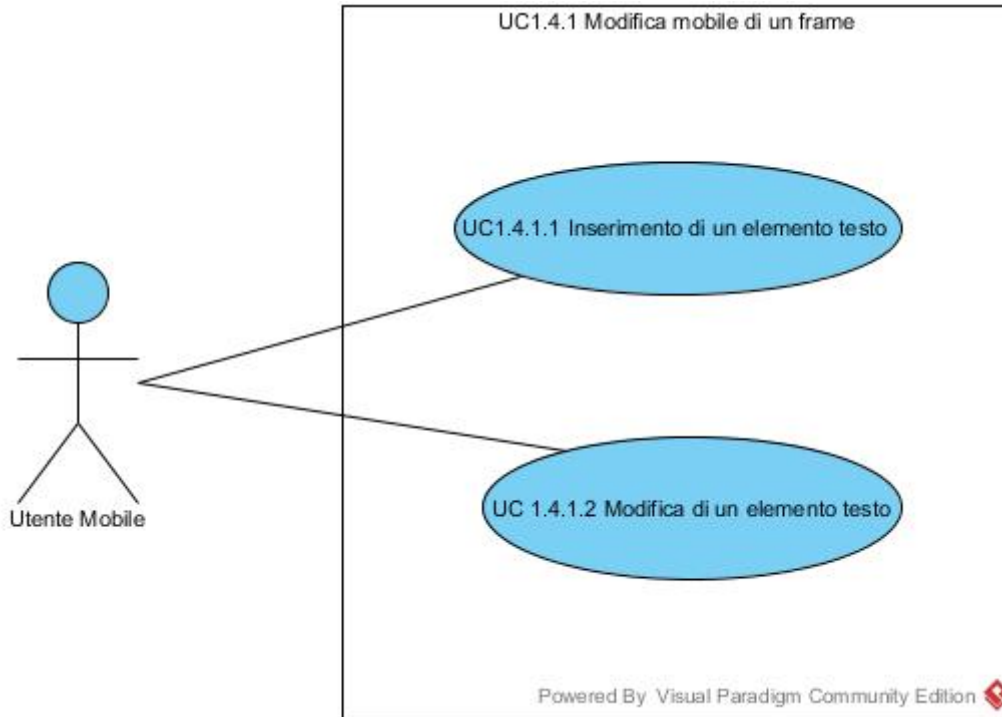 UC1.4.1 Modifica mobile di un frame
UC1.4.1.1 Inserimento di un elemento testo
Utente Mobile
UC 1.4.1.2 Modifica di un elemento testo
Powered By Visual Paradigm Community Edition